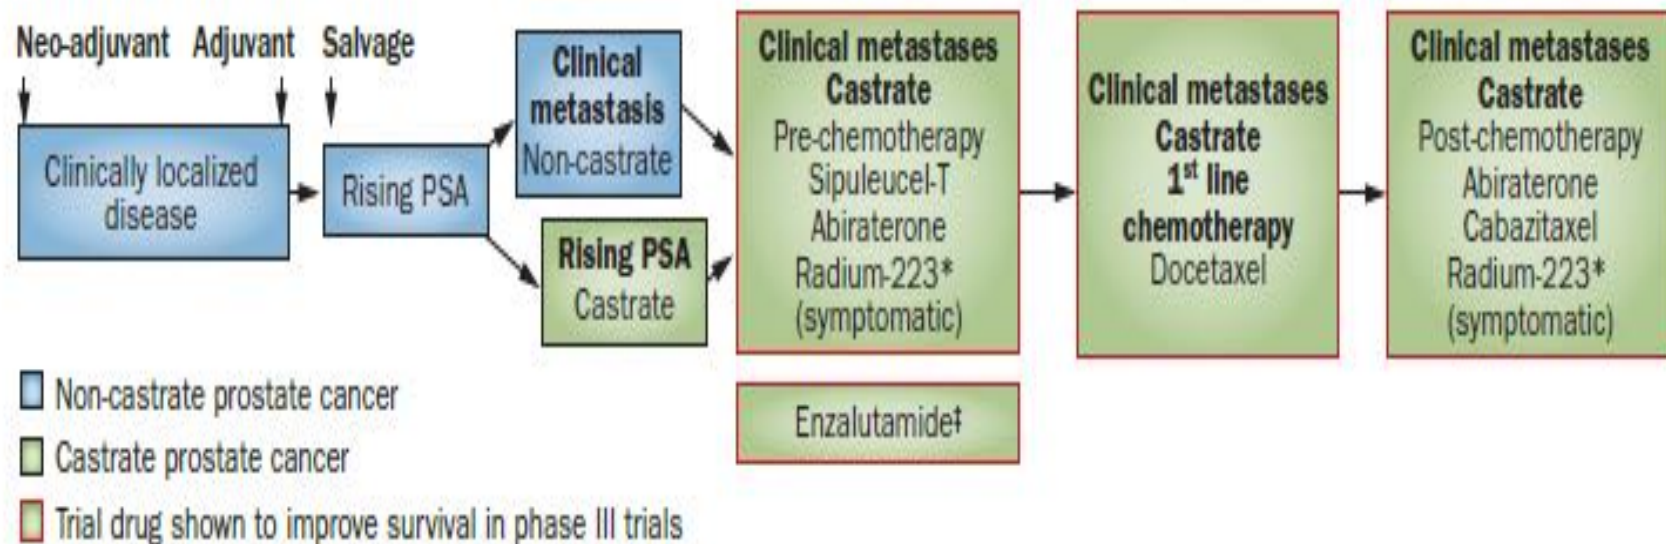 Neo-adjuvant Adjuvant Salvage
Clinically localized
disease
Rising PSA
Clinical
metastasis
Non-castrate
Rising PSA
Castrate
Clinical metastases
Castrate
Pre-chemotherapy
Sipuleucel-T
Abiraterone
Radium-223*
(symptomatic)
Enzalutamide‡
Clinical metastases
Castrate
1st line
chemotherapy
Docetaxel
Clinical metastases
Castrate
Post-chemotherapy
Abiraterone
Cabazitaxel
Radium-223*
(symptomatic)
Non-castrate prostate cancer
Castrate prostate cancer
Trial drug shown to improve survival in phase III trials